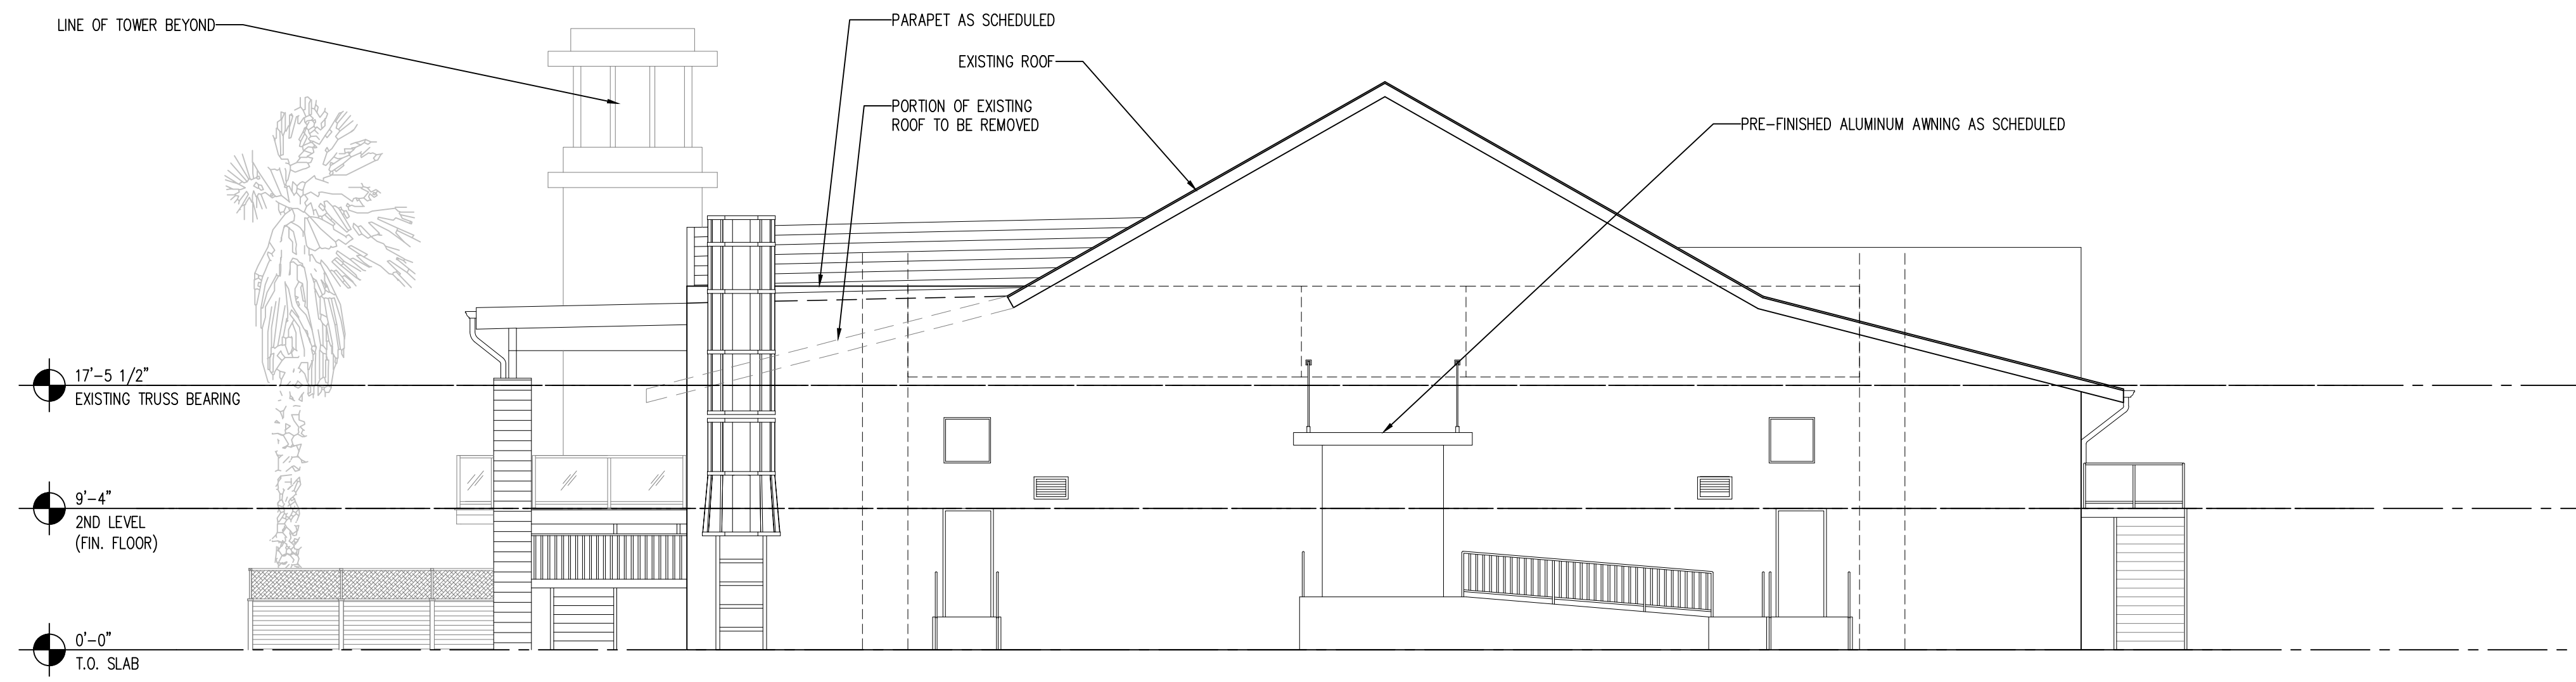 LINE OF TOWER BEYOND
PARAPET AS SCHEDULED
EXISTING ROOF
PORTION OF EXISTING
ROOF TO BE REMOVED
PRE-FINISHED ALUMINUM AWNING AS SCHEDULED
17'-5 1/2"
EXISTING TRUSS BEARING
9'-4"
2ND LEVEL
(FIN. FLOOR)
0'-0"
T.O. SLAB